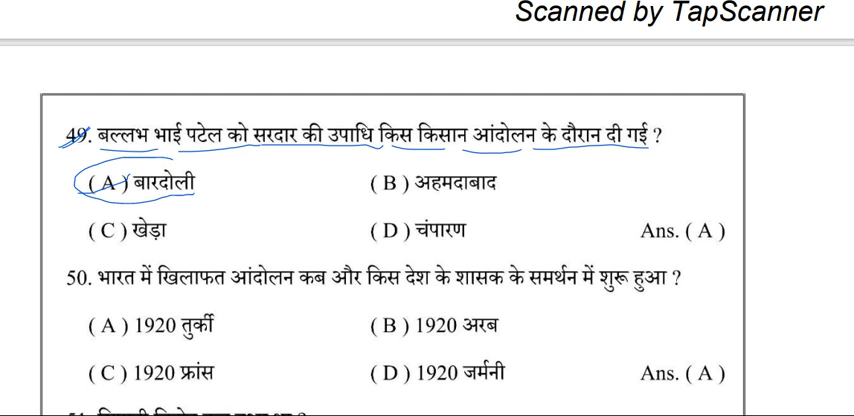 Scanned by TapScanner
49. बल्लभ भाई पटेल को सरदार की उपाधि किस किसान आंदोलन के दौरान दी गई ?
( A ) बारदोली ( B ) अहमदाबाद
( C ) खेड़ा ( D ) चंपारण Ans. ( A )
50. भारत में खिलाफत आंदोलन कब और किस देश के शासक के समर्थन में शुरू हुआ ?
( A ) 1920 तुर्की ( B ) 1920 अरब
( C ) 1920 फ्रांस ( D ) 1920 जर्मनी Ans. ( A )